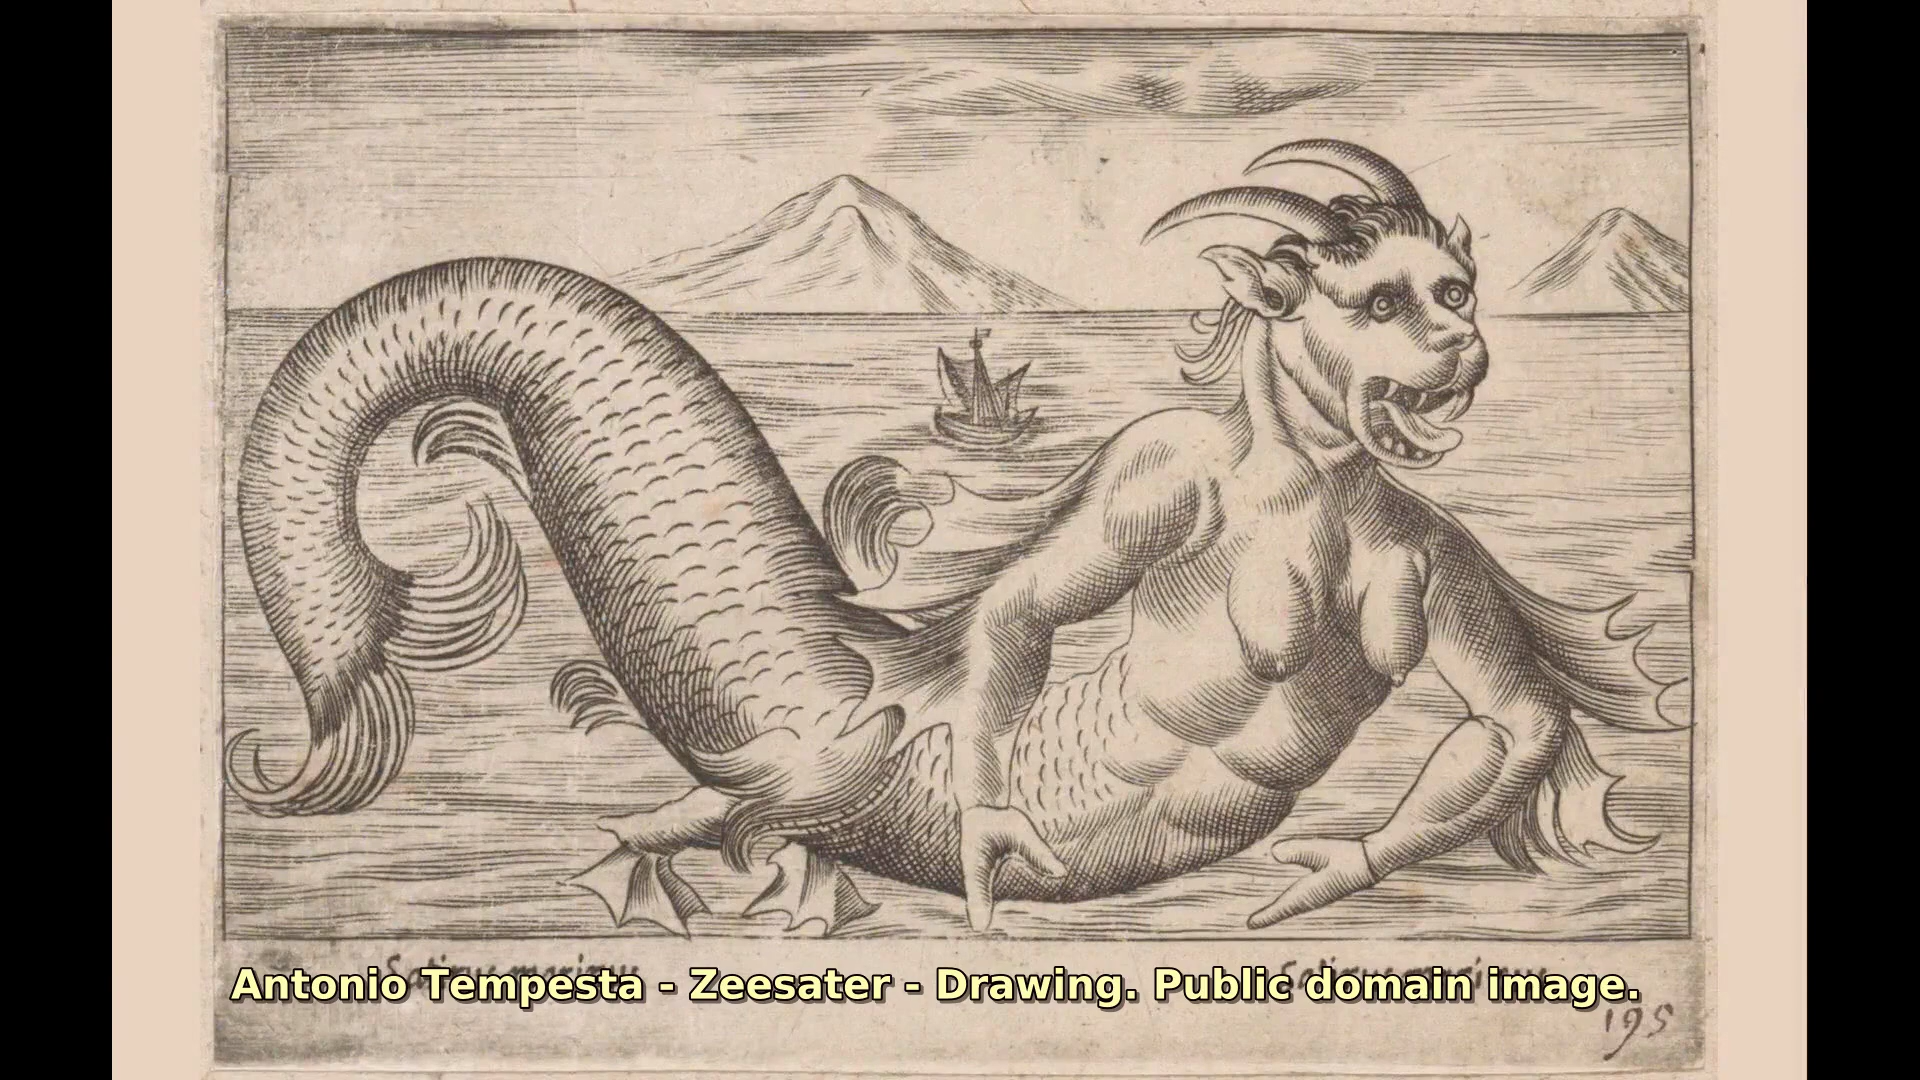 Antonio Tempesta - Zeesater - Drawing. Public domain image.
195